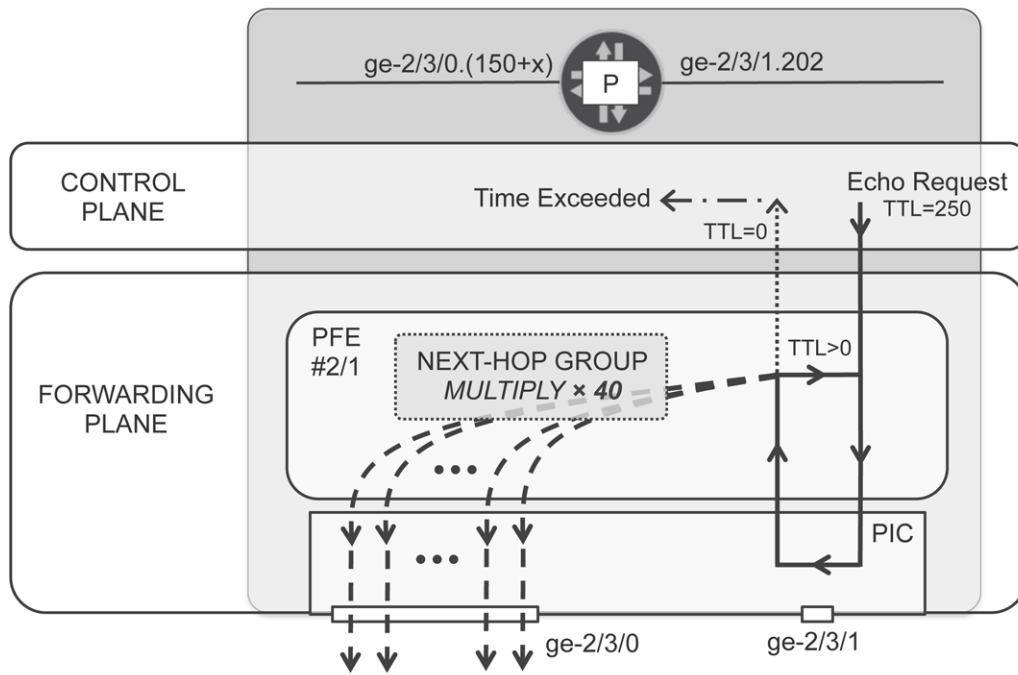 ge-2/3/0.(150+x)
P
ge-2/3/1.202
CONTROL
PLANE
Time Exceeded
TTL=0
Echo Request
TTL=250
FORWARDING
PLANE
PFE
#2/1
NEXT-HOP GROUP
MULTIPLY × 40
TTL>0
PIC
ge-2/3/0
ge-2/3/1